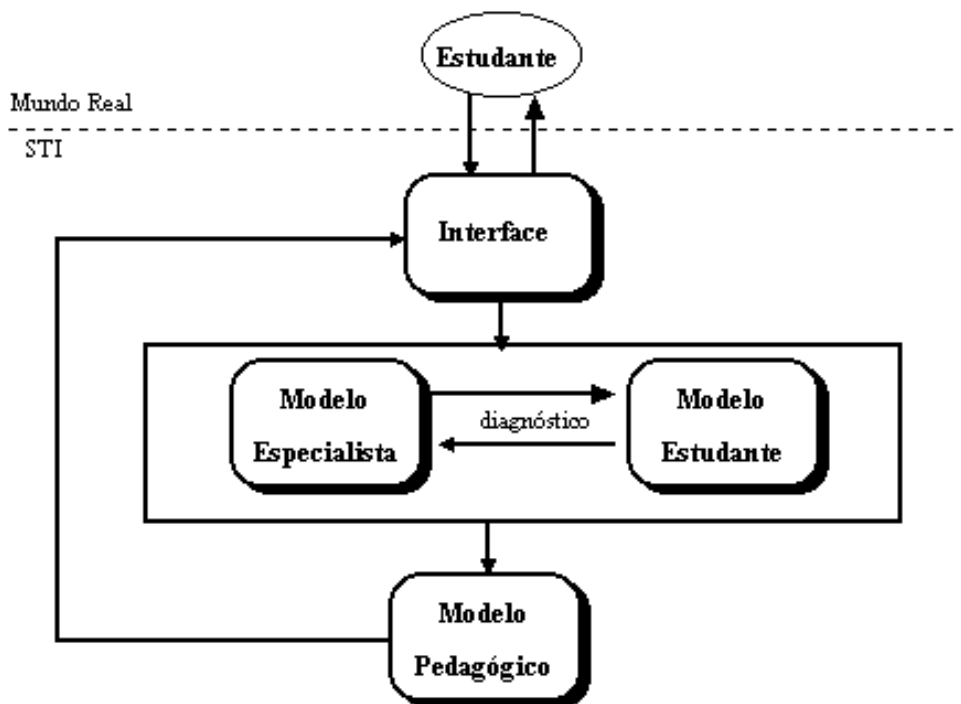 Estudante
Mundo Real
STI
Interface
Modelo
Especialista
diagnóstico
Modelo
Estudante
Modelo
Pedagógico